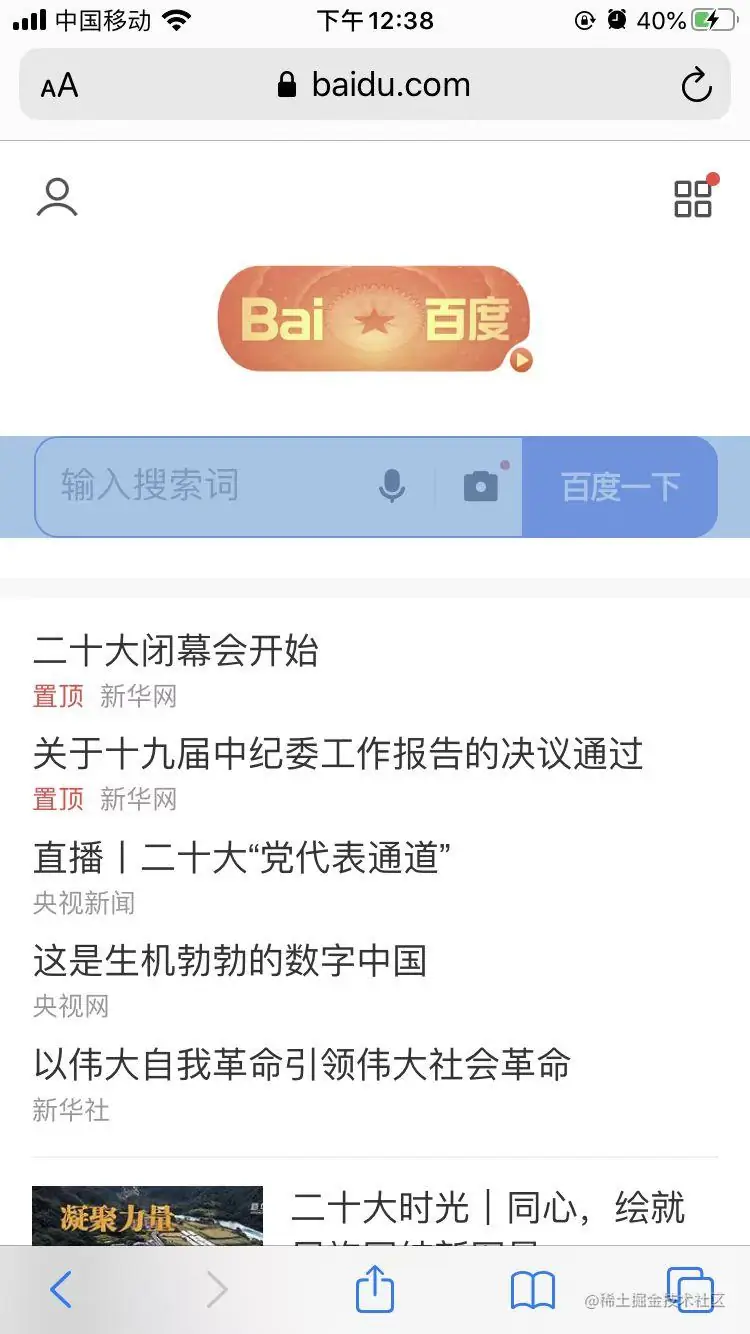 中国移动
下午12:38
40%
AA
baidu.com
Bai
百度
输入搜索词
百度一下
二十大闭幕会开始
置顶 新华网
关于十九届中纪委工作报告的决议通过
置顶 新华网
直播丨二十大“党代表通道”
央视新闻
这是生机勃勃的数字中国
央视网
以伟大自我革命引领伟大社会革命
新华社
凝聚力量
二十大时光｜同心，绘就
@稀土掘金技术社区